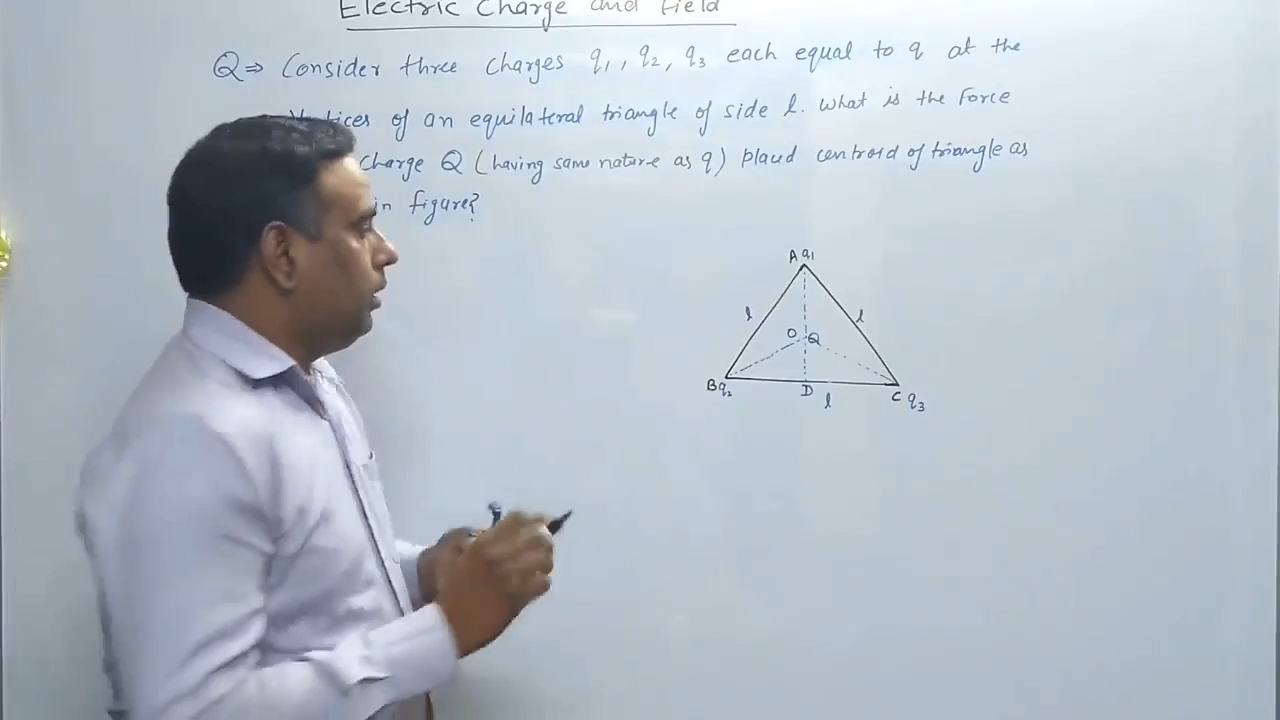 Electric Charge and Field
Q⇒ Consider three charges q₁, q₂, q₃ each equal to q at the
of an equilateral triangle of side l. What is the Force
charge Q (having same nature as q) placed centroid of triangle as
in figure?
A q₁
l l
O Q
B q₂ D C q₃
l